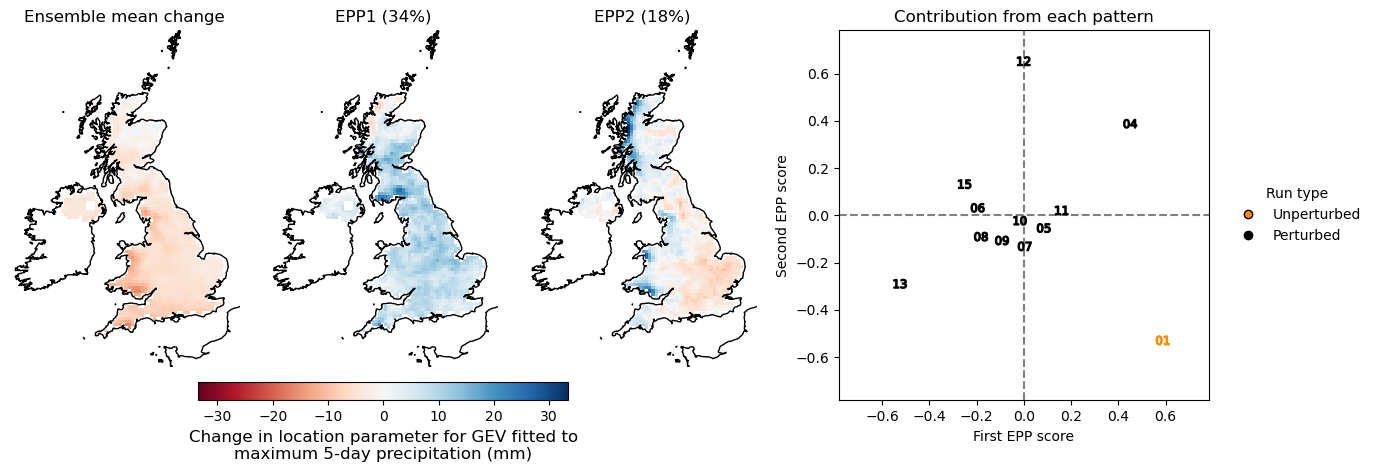 Ensemble mean change
EPP1 (34%)
EPP2 (18%)
−30 −20 −10 0 10 20 30
Change in location parameter for GEV fitted to
maximum 5-day precipitation (mm)
Contribution from each pattern
Second EPP score
0.6
0.4
0.2
0.0
−0.2
−0.4
−0.6
12
04
15
06
11
10
05
08
09
07
13
01
−0.6 −0.4 −0.2 0.0 0.2 0.4 0.6
First EPP score
Run type
Unperturbed
Perturbed